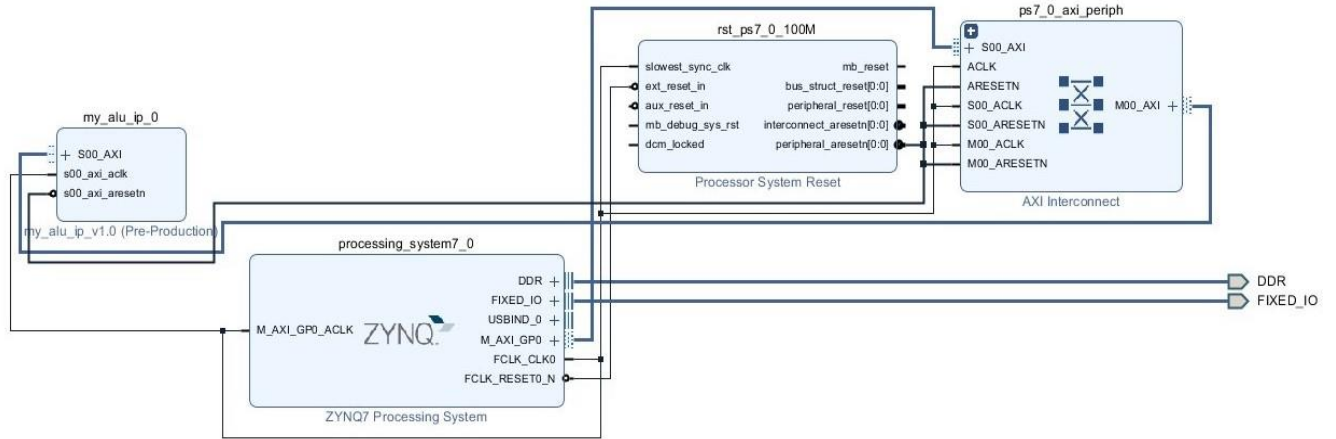 ps7_0_axi_periph
rst_ps7_0_100M
S00_AXI
slowest_sync_clk
mb_reset
ACLK
ext_reset_in
bus_struct_reset[0:0]
ARESETN
aux_reset_in
peripheral_reset[0:0]
S00_ACLK
M00_AXI
mb_debug_sys_rst
interconnect_aresetn[0:0]
S00_ARESETN
dcm_locked
peripheral_aresetn[0:0]
M00_ACLK
M00_ARESETN
Processor System Reset
AXI Interconnect
my_alu_ip_0
S00_AXI
s00_axi_aclk
s00_axi_aresetn
my_alu_ip_v1.0 (Pre-Production)
processing_system7_0
DDR
FIXED_IO
USBIND_0
M_AXI_GP0_ACLK
ZYNQ
M_AXI_GP0
FCLK_CLK0
FCLK_RESET0_N
ZYNQ7 Processing System
DDR
FIXED_IO